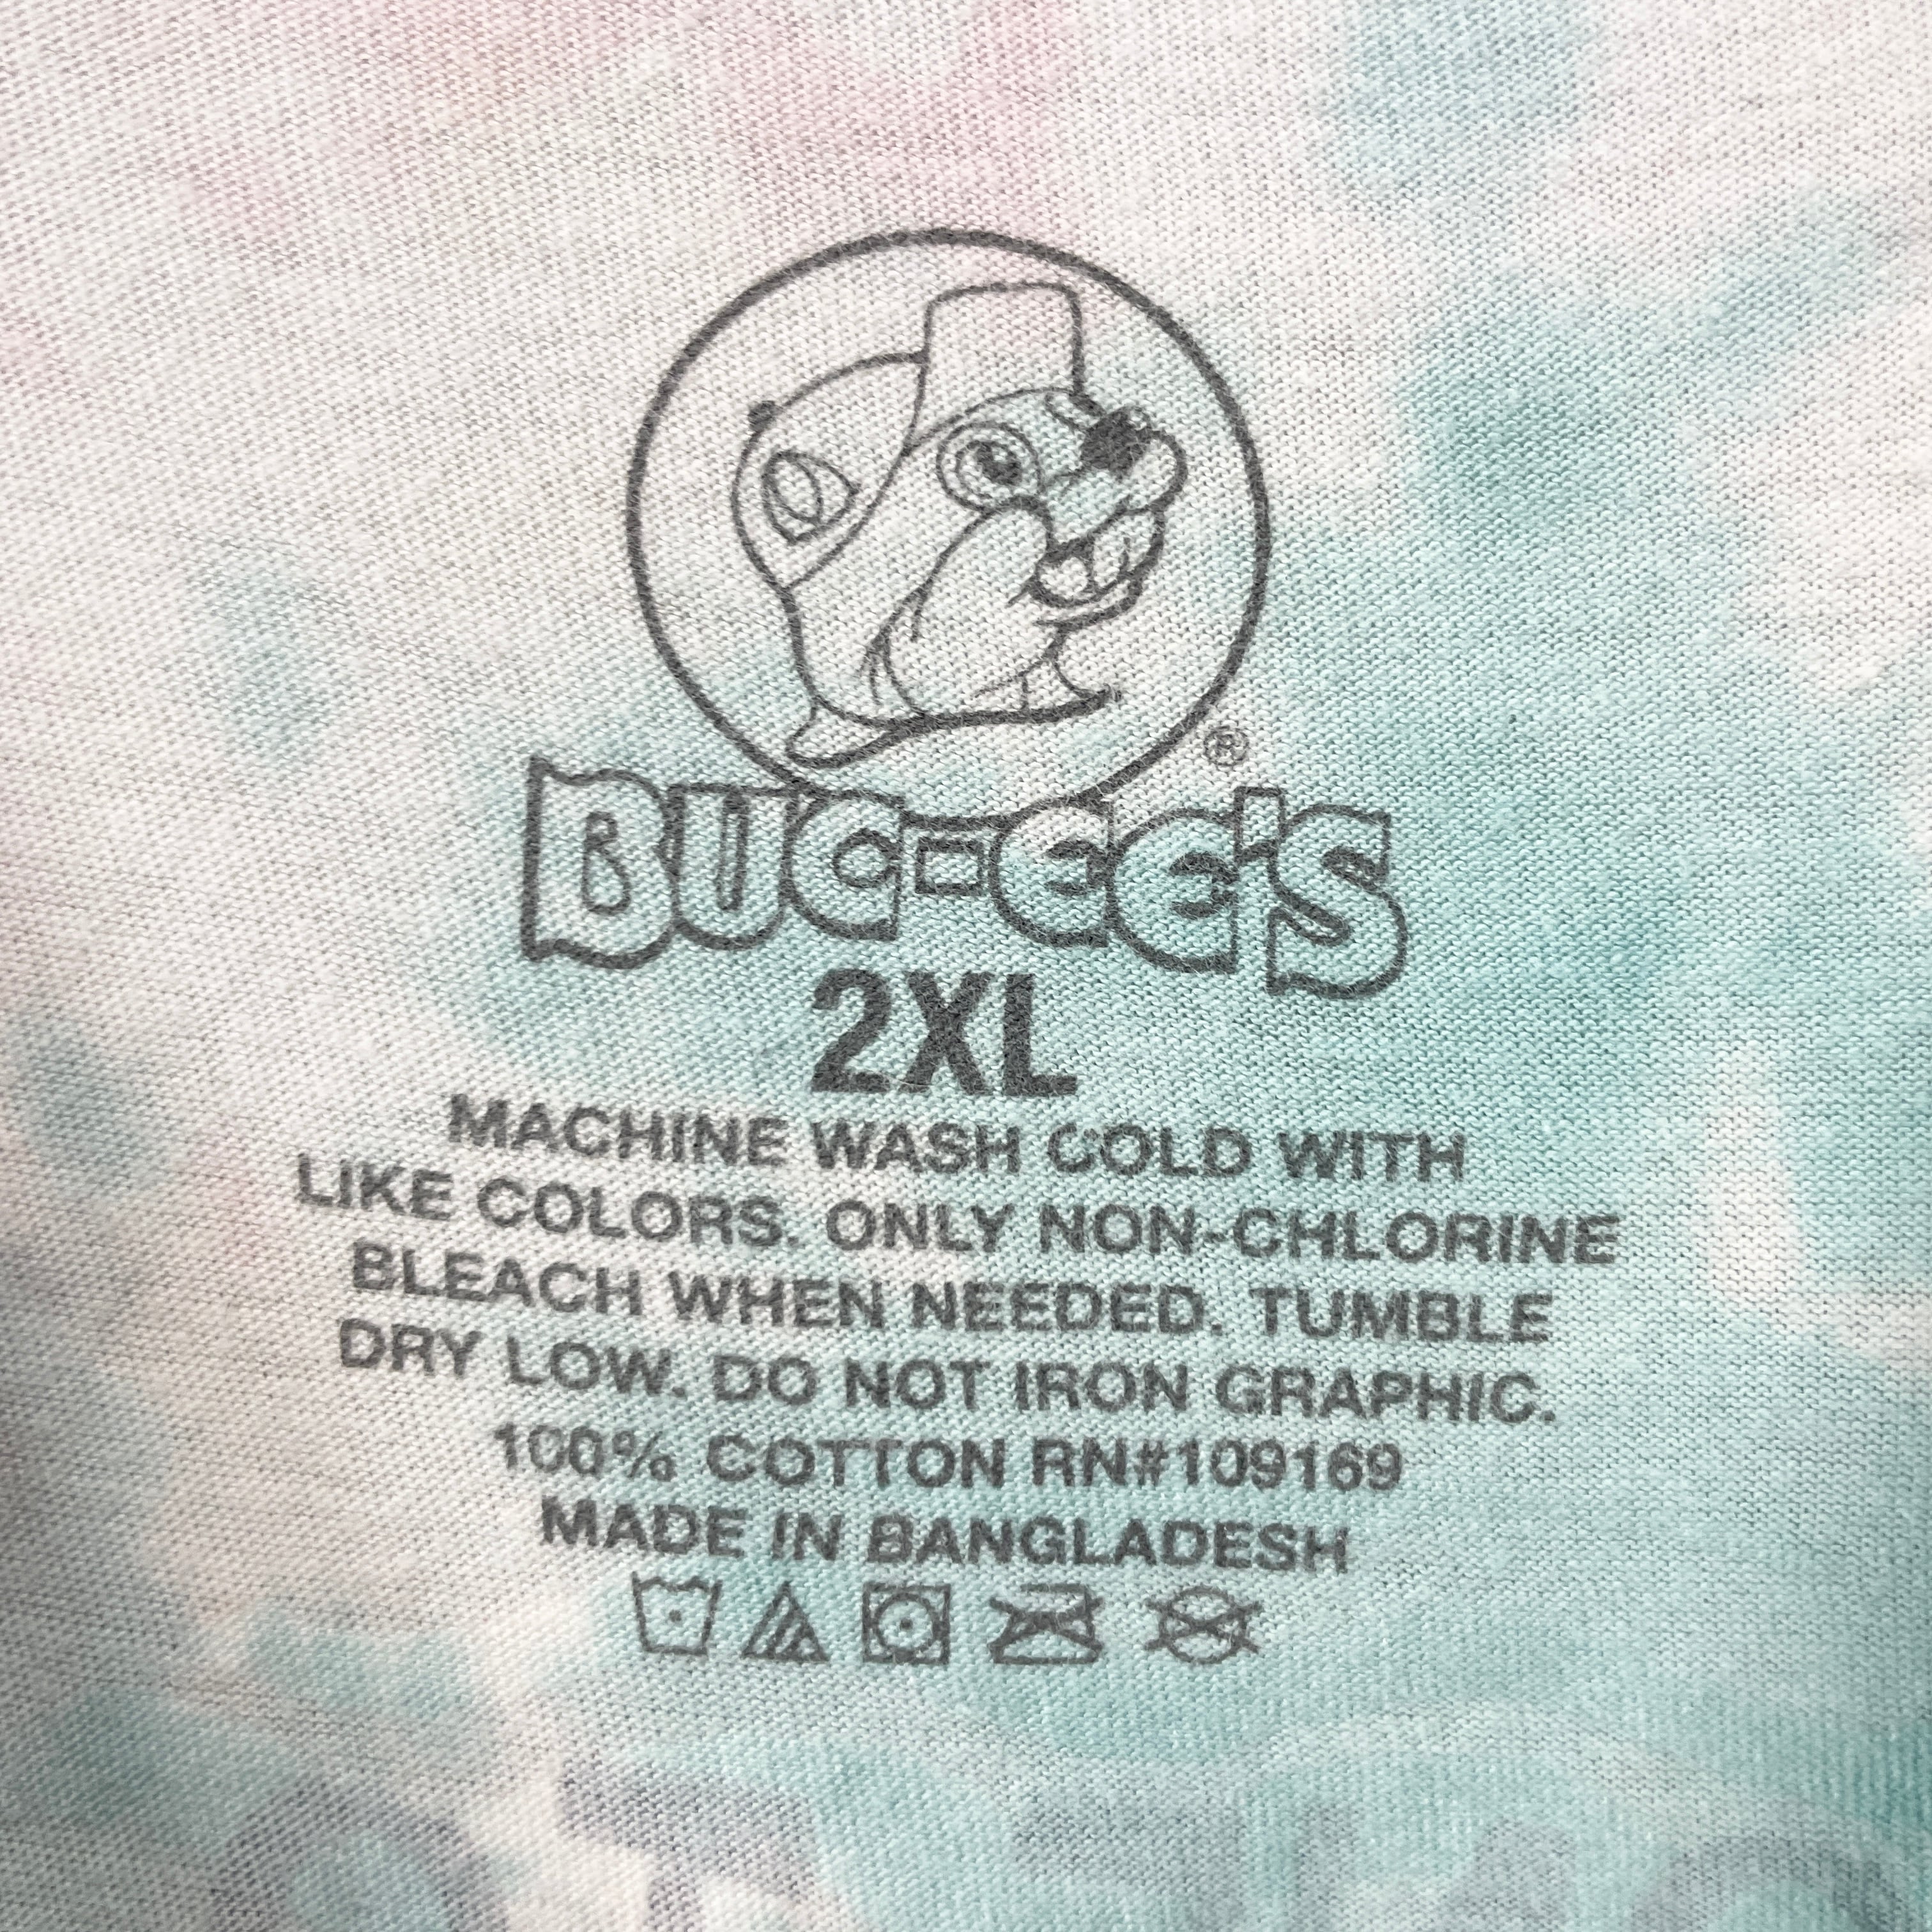 ®
BUC-EE'S
2XL
MACHINE WASH COLD WITH
LIKE COLORS. ONLY NON-CHLORINE
BLEACH WHEN NEEDED. TUMBLE
DRY LOW. DO NOT IRON GRAPHIC.
100% COTTON RN#109169
MADE IN BANGLADESH